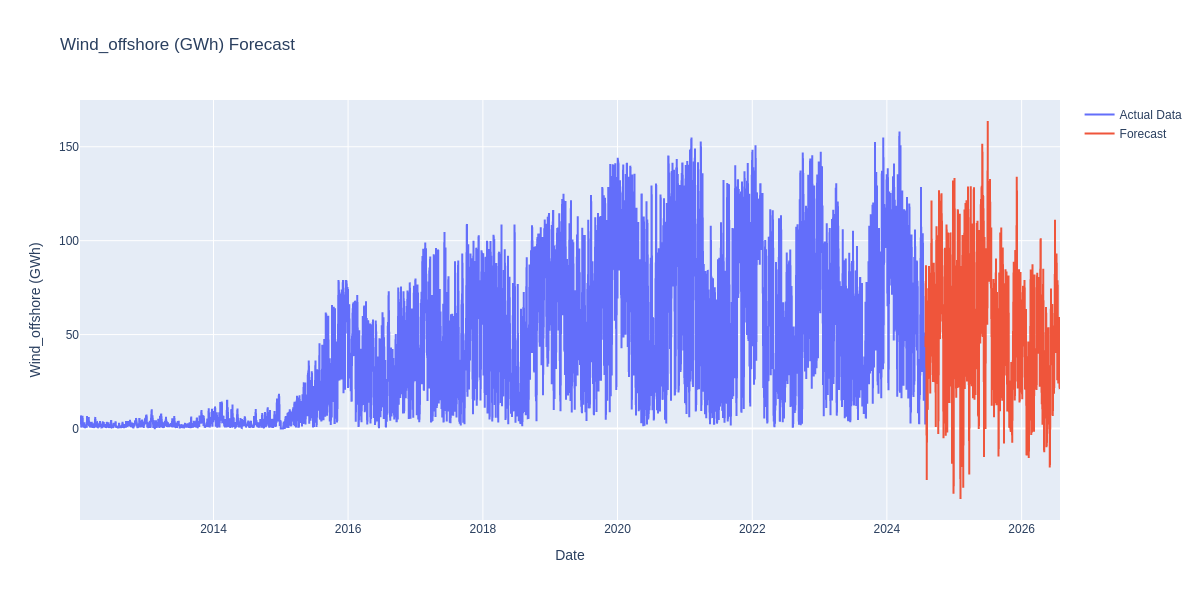 Wind_offshore (GWh) Forecast
Actual Data
Forecast
150
100
50
0
Wind_offshore (GWh)
2014
2016
2018
2020
2022
2024
2026
Date